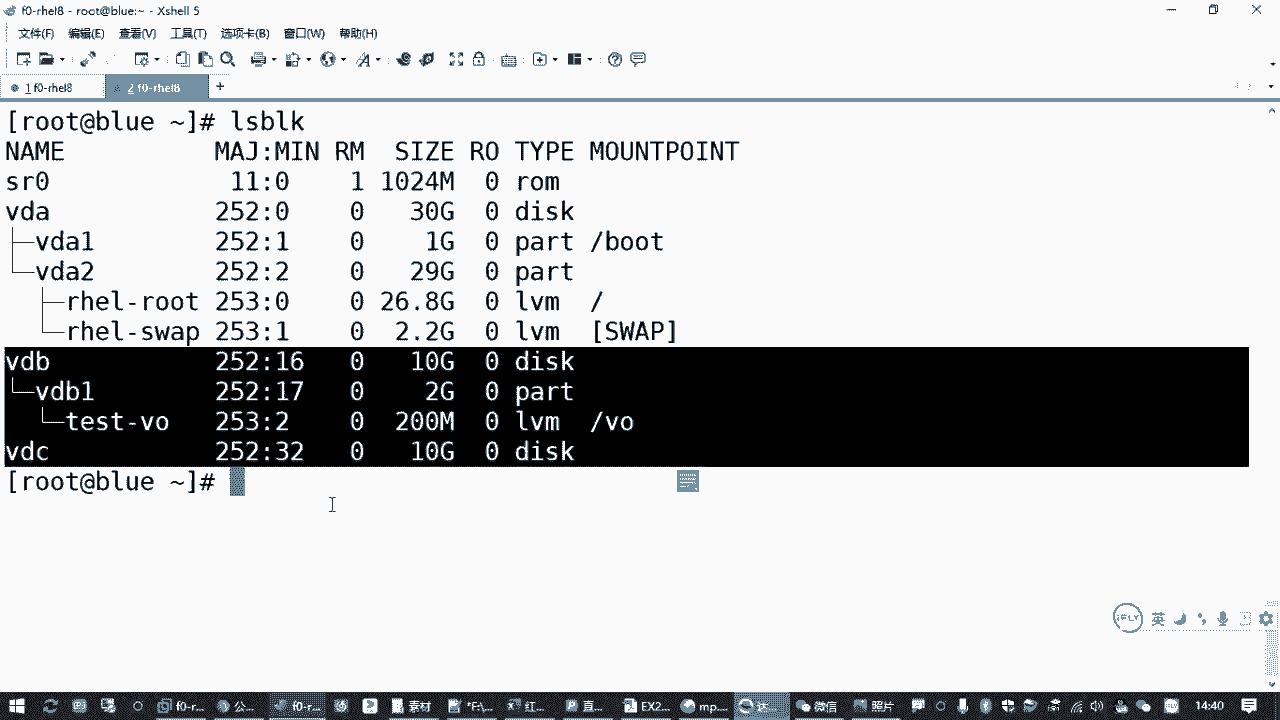 f0-rhel8 - root@blue:~ - Xshell 5
文件(F) 编辑(E) 查看(V) 工具(T) 选项卡(B) 窗口(W) 帮助(H)
1 f0-rhel8 2 f0-rhel8 +
[root@blue ~]# lsblk
NAME MAJ:MIN RM SIZE RO TYPE MOUNTPOINT
sr0 11:0 1 1024M 0 rom
vda 252:0 0 30G 0 disk
├─vda1 252:1 0 1G 0 part /boot
└─vda2 252:2 0 29G 0 part
├─rhel-root 253:0 0 26.8G 0 lvm /
└─rhel-swap 253:1 0 2.2G 0 lvm [SWAP]
vdb 252:16 0 10G 0 disk
└─vdb1 252:17 0 2G 0 part
└─test-vo 253:2 0 200M 0 lvm /vo
vdc 252:32 0 10G 0 disk
[root@blue ~]#
iFLY 英
f0-r... 公... f0-r... 素材 *F:\... 红... 直... EX2... mp... 微信 照片 14:40